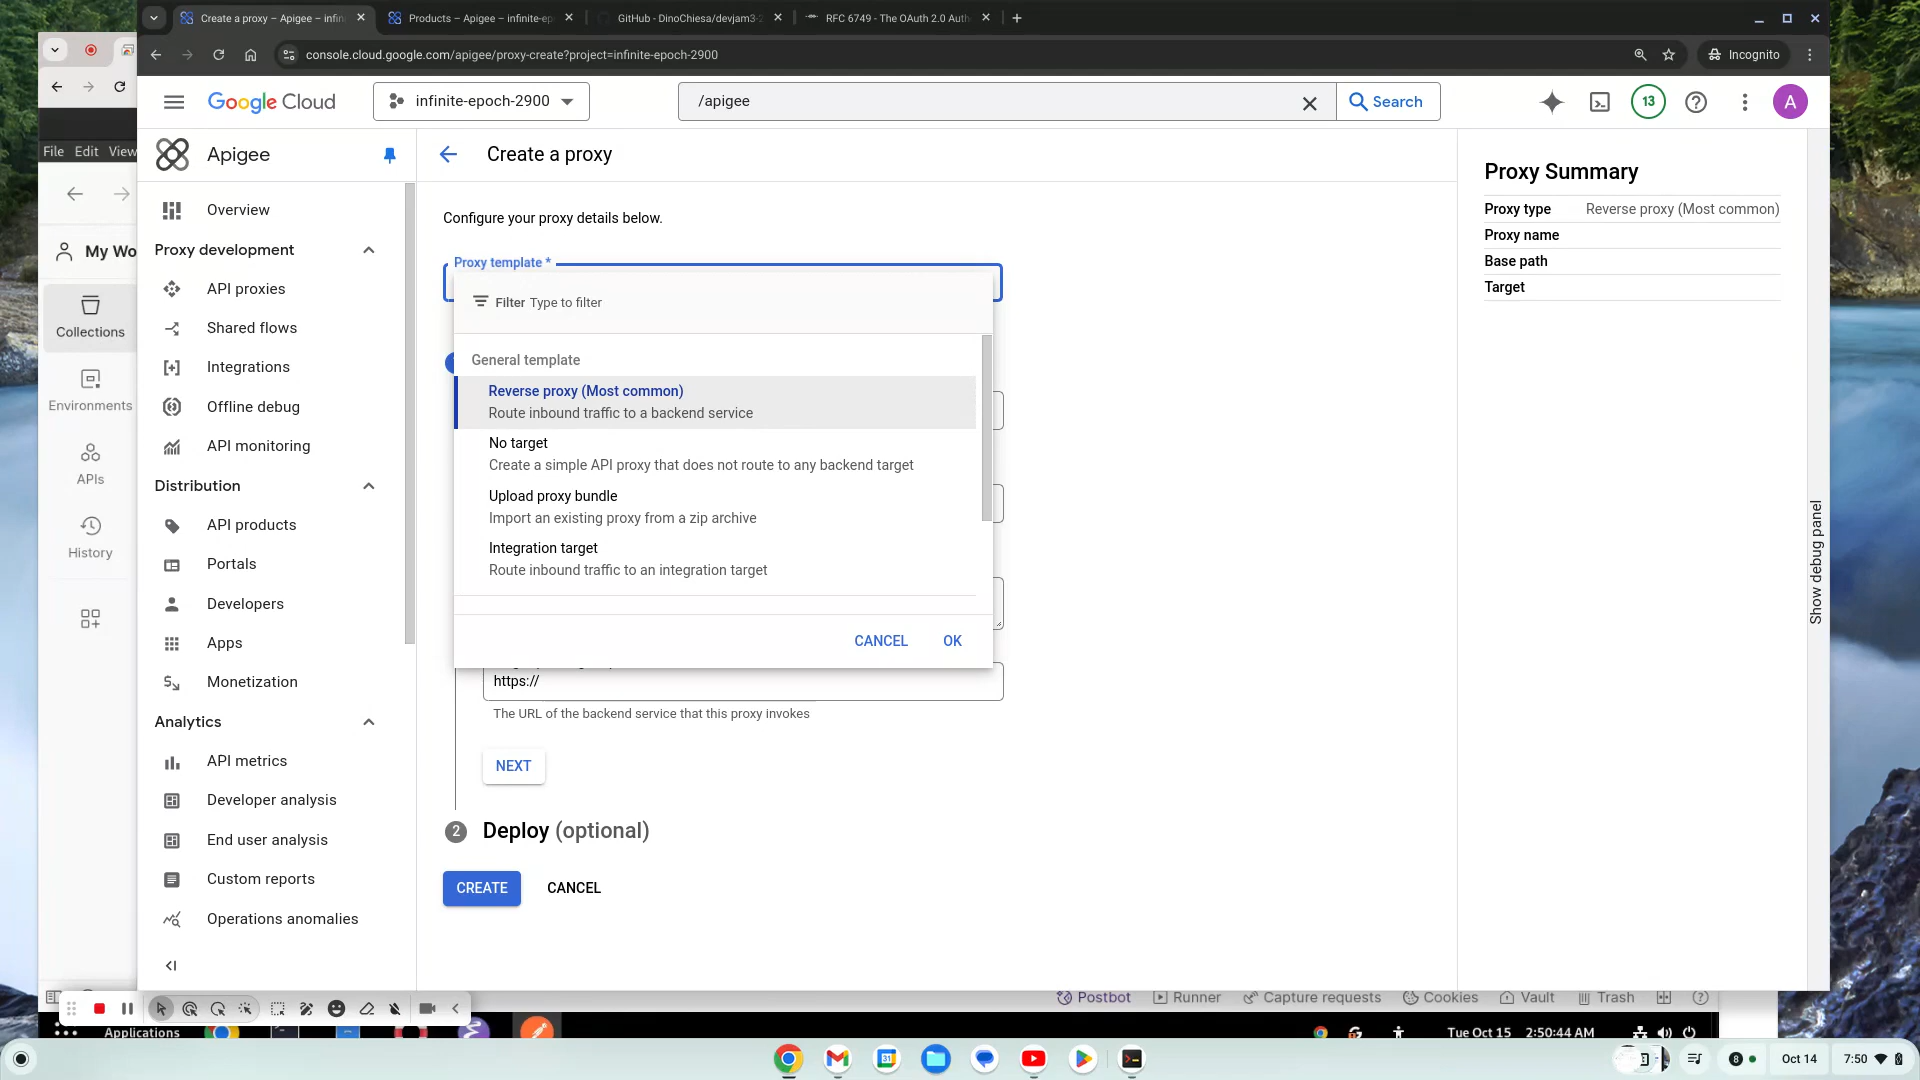 Create a proxy – Apigee – infin
Products – Apigee – infinite-ep
GitHub - DinoChiesa/devjam3-2
RFC 6749 - The OAuth 2.0 Auth
console.cloud.google.com/apigee/proxy-create?project=infinite-epoch-2900
Incognito
Google Cloud
infinite-epoch-2900
/apigee
Search
13
A
File Edit View
Apigee
Create a proxy
Proxy Summary
Proxy type Reverse proxy (Most common)
Proxy name
Base path
Target
Overview
Proxy development
API proxies
Shared flows
Integrations
Offline debug
API monitoring
Distribution
API products
Portals
Developers
Apps
Monetization
Analytics
API metrics
Developer analysis
End user analysis
Custom reports
Operations anomalies
My Wo
Collections
Environments
APIs
History
Configure your proxy details below.
Proxy template *
Filter Type to filter
General template
Reverse proxy (Most common)
Route inbound traffic to a backend service
No target
Create a simple API proxy that does not route to any backend target
Upload proxy bundle
Import an existing proxy from a zip archive
Integration target
Route inbound traffic to an integration target
CANCEL OK
https://
The URL of the backend service that this proxy invokes
NEXT
2 Deploy (optional)
CREATE CANCEL
Show debug panel
Postbot Runner Capture requests Cookies Vault Trash
Applications
Tue Oct 15 2:50:44 AM
31
8
Oct 14
7:50